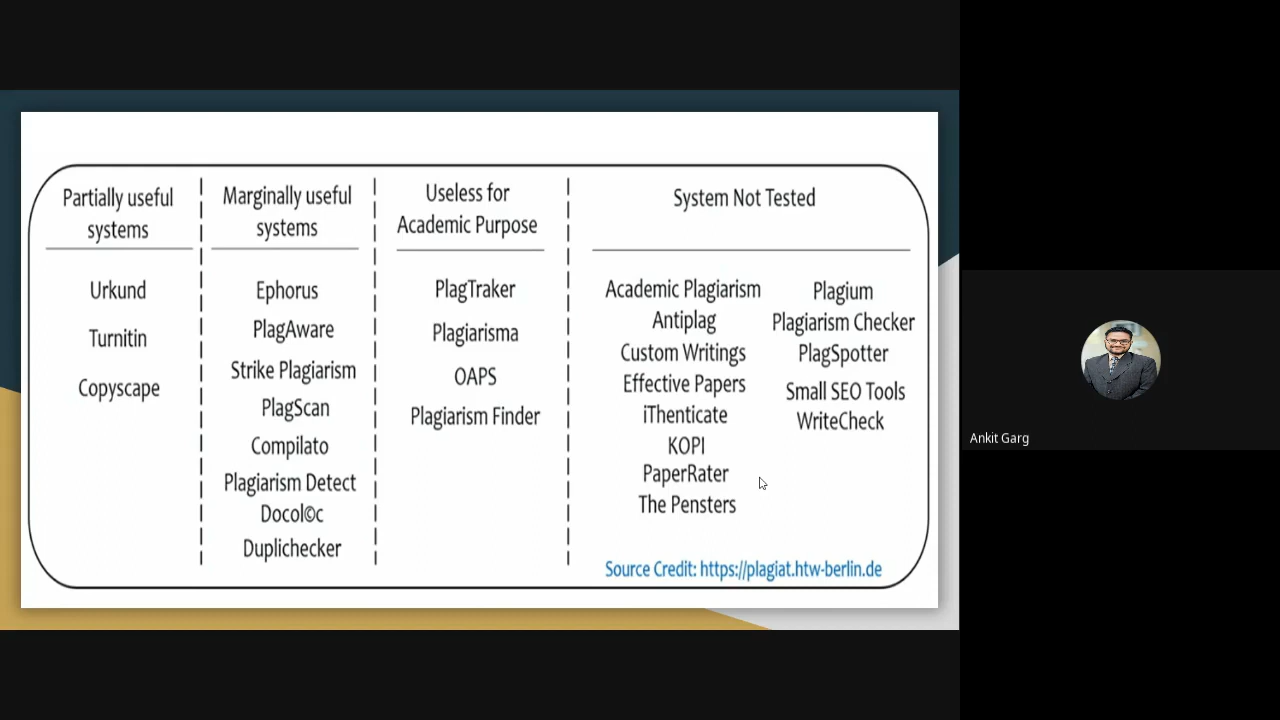 Partially useful
systems
Urkund
Turnitin
Copyscape
Marginally useful
systems
Ephorus
PlagAware
Strike Plagiarism
PlagScan
Compilato
Plagiarism Detect
Docol©c
Duplichecker
Useless for
Academic Purpose
PlagTraker
Plagiarisma
OAPS
Plagiarism Finder
System Not Tested
Academic Plagiarism
Antiplag
Custom Writings
Effective Papers
iThenticate
KOPI
PaperRater
The Pensters
Plagium
Plagiarism Checker
PlagSpotter
Small SEO Tools
WriteCheck
Source Credit: https://plagiat.htw-berlin.de
Ankit Garg